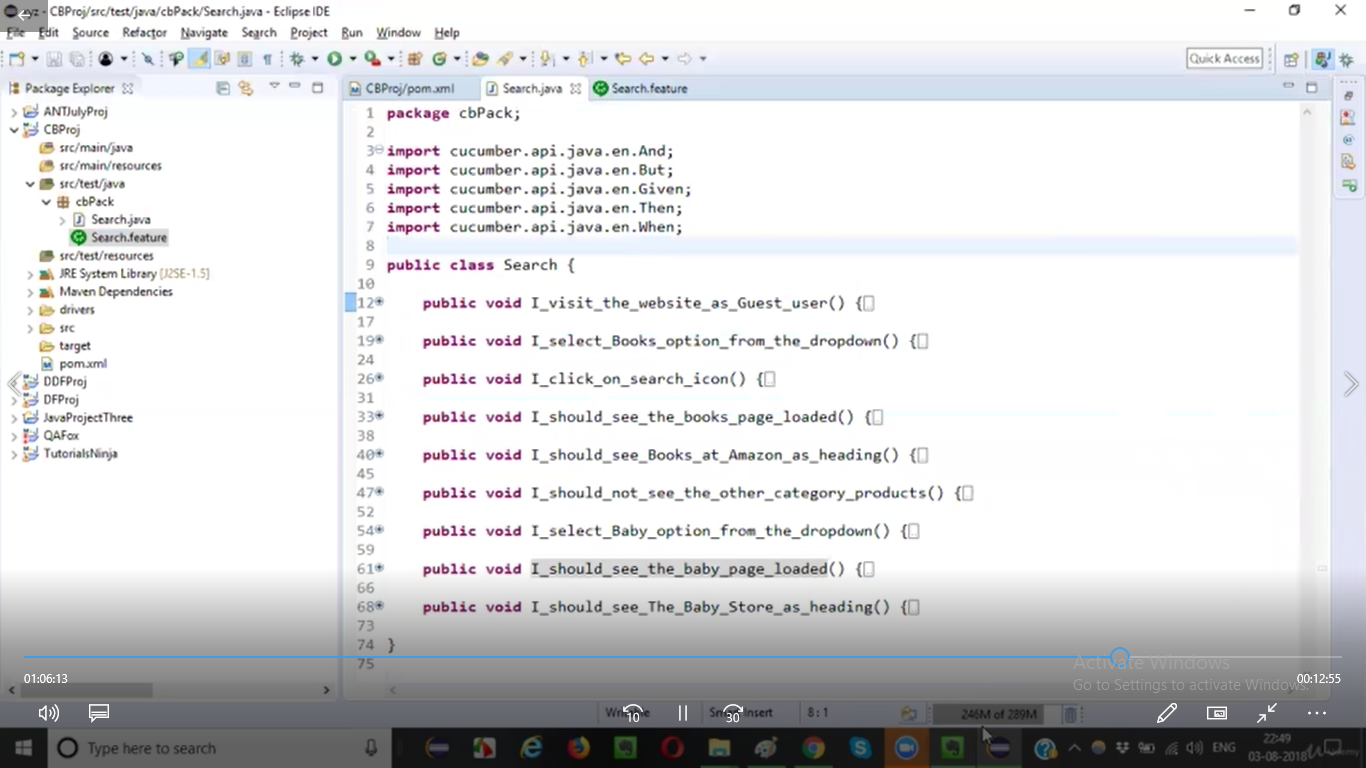 xyz - CBProj/src/test/java/cbPack/Search.java - Eclipse IDE
File Edit Source Refactor Navigate Search Project Run Window Help
Quick Access
Package Explorer
CBProj/pom.xml Search.java Search.feature
ANTJulyProj
CBProj
src/main/java
src/main/resources
src/test/java
cbPack
Search.java
Search.feature
src/test/resources
JRE System Library [J2SE-1.5]
Maven Dependencies
drivers
src
target
pom.xml
DDFProj
DFProj
JavaProjectThree
QAFox
TutorialsNinja
1 package cbPack;
2
3 import cucumber.api.java.en.And;
4 import cucumber.api.java.en.But;
5 import cucumber.api.java.en.Given;
6 import cucumber.api.java.en.Then;
7 import cucumber.api.java.en.When;
8
9 public class Search {
10
12 public void I_visit_the_website_as_Guest_user() {
17
19 public void I_select_Books_option_from_the_dropdown() {
24
26 public void I_click_on_search_icon() {
31
33 public void I_should_see_the_books_page_loaded() {
38
40 public void I_should_see_Books_at_Amazon_as_heading() {
45
47 public void I_should_not_see_the_other_category_products() {
52
54 public void I_select_Baby_option_from_the_dropdown() {
59
61 public void I_should_see_the_baby_page_loaded() {
66
68 public void I_should_see_The_Baby_Store_as_heading() {
73
74 }
75
Activate Windows
Go to Settings to activate Windows.
01:06:13 00:12:55
8 : 1 246M of 289M
10 30
Type here to search
ENG
22:49
03-08-2018